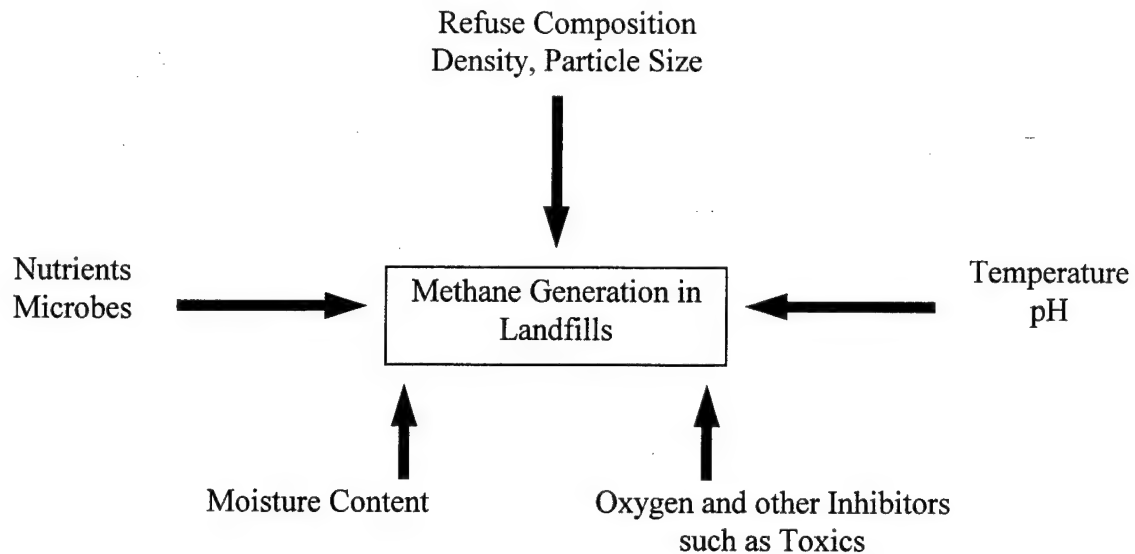 Refuse Composition
Density, Particle Size
Nutrients
Microbes
Methane Generation in
Landfills
Temperature
pH
Moisture Content
Oxygen and other Inhibitors
such as Toxics